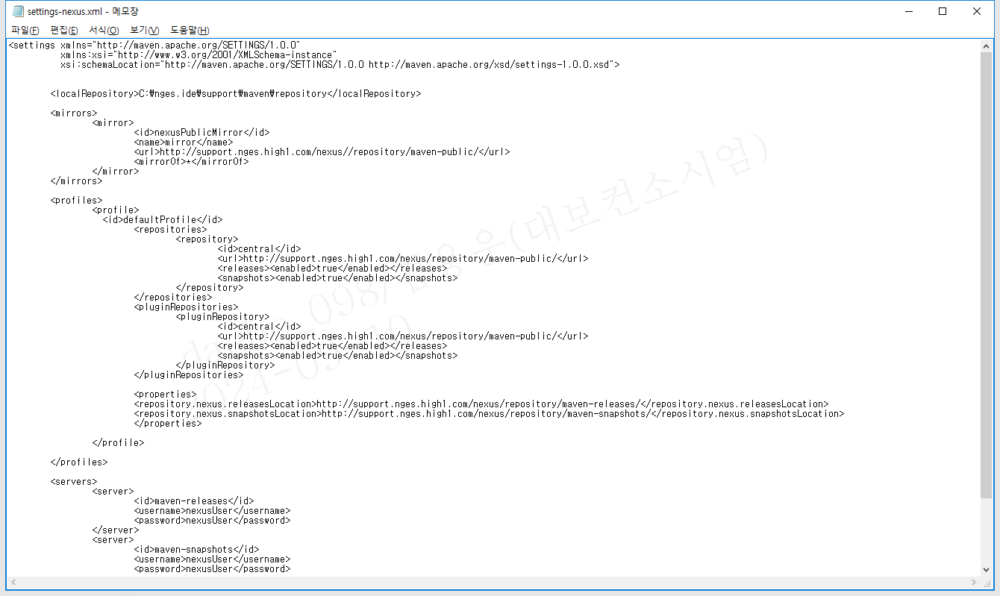 settings-nexus.xml - 메모장
파일(F) 편집(E) 서식(O) 보기(V) 도움말(H)
<settings xmlns="http://maven.apache.org/SETTINGS/1.0.0"
xmlns:xsi="http://www.w3.org/2001/XMLSchema-instance"
xsi:schemaLocation="http://maven.apache.org/SETTINGS/1.0.0 http://maven.apache.org/xsd/settings-1.0.0.xsd">
<localRepository>C:₩nges.ide₩support₩maven₩repository</localRepository>
<mirrors>
<mirror>
<id>nexusPublicMirror</id>
<name>mirror</name>
<url>http://support.nges.high1.com/nexus//repository/maven-public/</url>
<mirrorOf>*</mirrorOf>
</mirror>
</mirrors>
<profiles>
<profile>
<id>defaultProfile</id>
<repositories>
<repository>
<id>central</id>
<url>http://support.nges.high1.com/nexus/repository/maven-public/</url>
<releases><enabled>true</enabled></releases>
<snapshots><enabled>true</enabled></snapshots>
</repository>
</repositories>
<pluginRepositories>
<pluginRepository>
<id>central</id>
<url>http://support.nges.high1.com/nexus/repository/maven-public/</url>
<releases><enabled>true</enabled></releases>
<snapshots><enabled>true</enabled></snapshots>
</pluginRepository>
</pluginRepositories>
<properties>
<repository.nexus.releasesLocation>http://support.nges.high1.com/nexus/repository/maven-releases/</repository.nexus.releasesLocation>
<repository.nexus.snapshotsLocation>http://support.nges.high1.com/nexus/repository/maven-snapshots/</repository.nexus.snapshotsLocation>
</properties>
</profile>
</profiles>
<servers>
<server>
<id>maven-releases</id>
<username>nexusUser</username>
<password>nexusUser</password>
</server>
<server>
<id>maven-snapshots</id>
<username>nexusUser</username>
<password>nexusUser</password>
(대보컨소시엄)